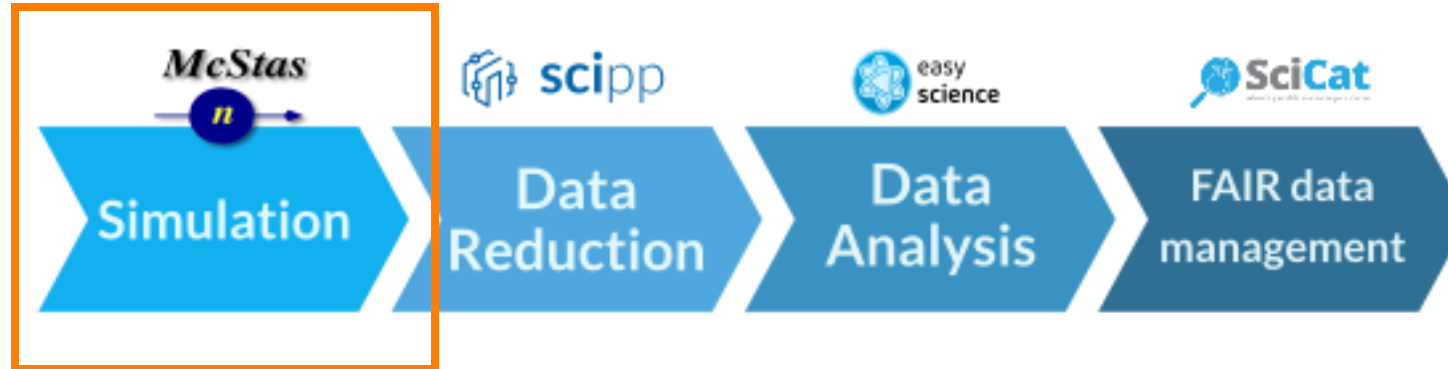 McStas
n
Simulation
scipp
Data
Reduction
easy
science
Data
Analysis
SciCat
FAIR data
management